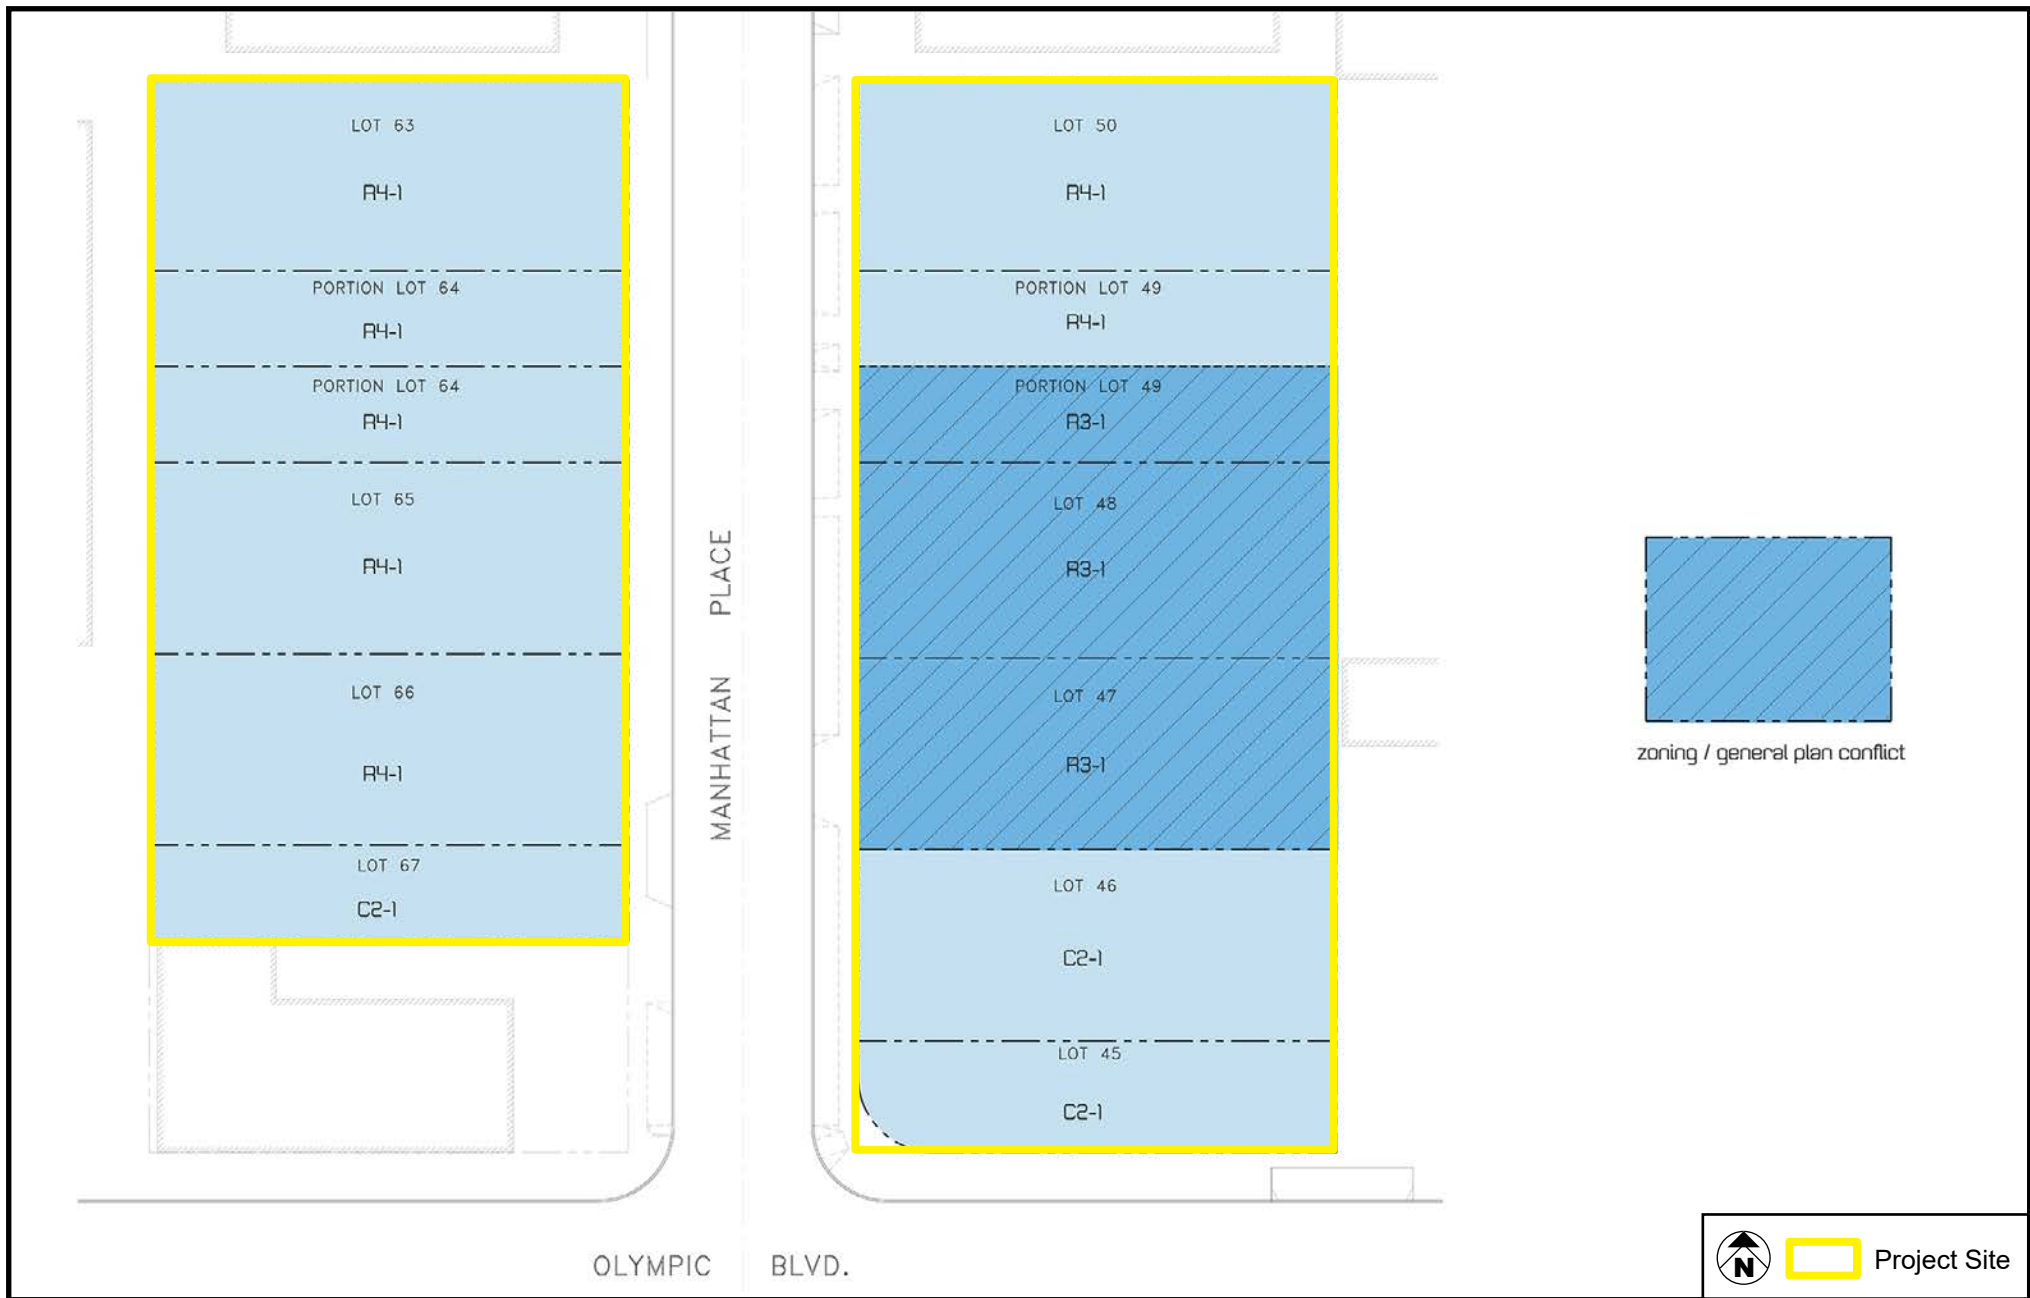 LOT 63
R4-1
PORTION LOT 64
R4-1
PORTION LOT 64
R4-1
LOT 65
R4-1
LOT 66
R4-1
LOT 67
C2-1
MANHATTAN PLACE
LOT 50
R4-1
PORTION LOT 49
R4-1
PORTION LOT 49
R3-1
LOT 48
R3-1
LOT 47
R3-1
LOT 46
C2-1
LOT 45
C2-1
zoning / general plan conflict
OLYMPIC BLVD.
N
Project Site